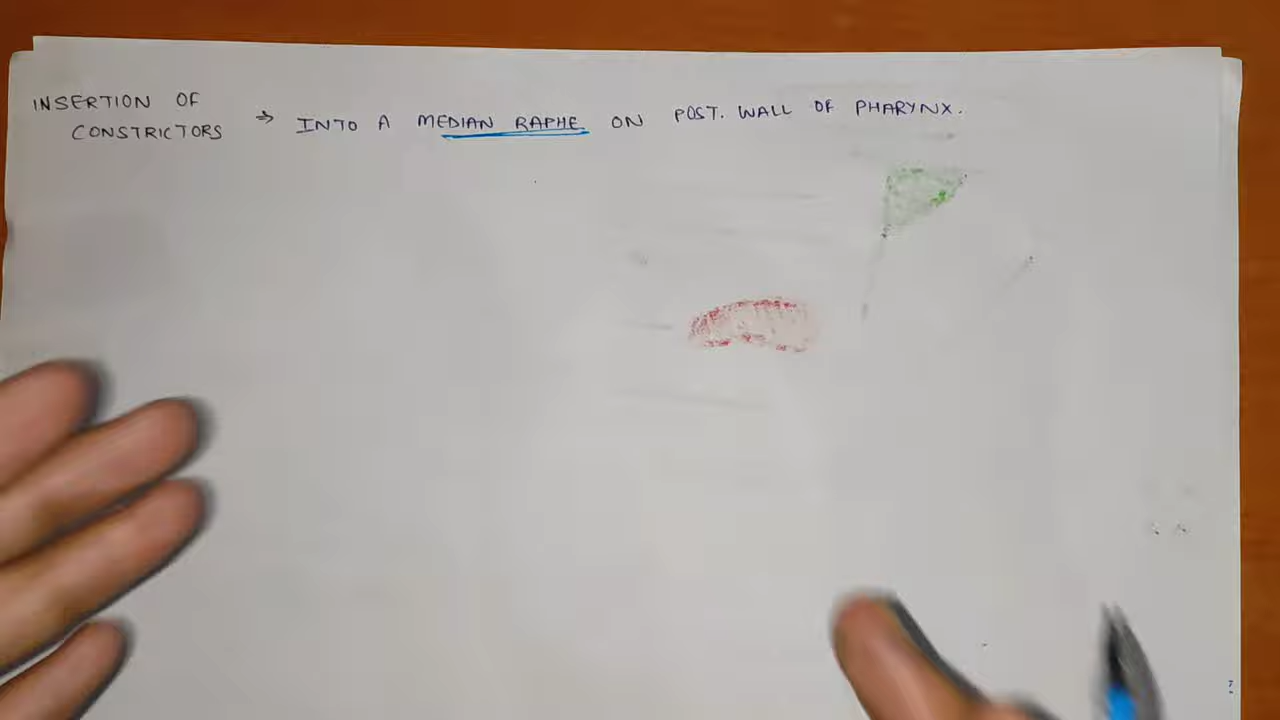 INSERTION OF
CONSTRICTORS ⇒ INTO A MEDIAN RAPHE ON POST. WALL OF PHARYNX.